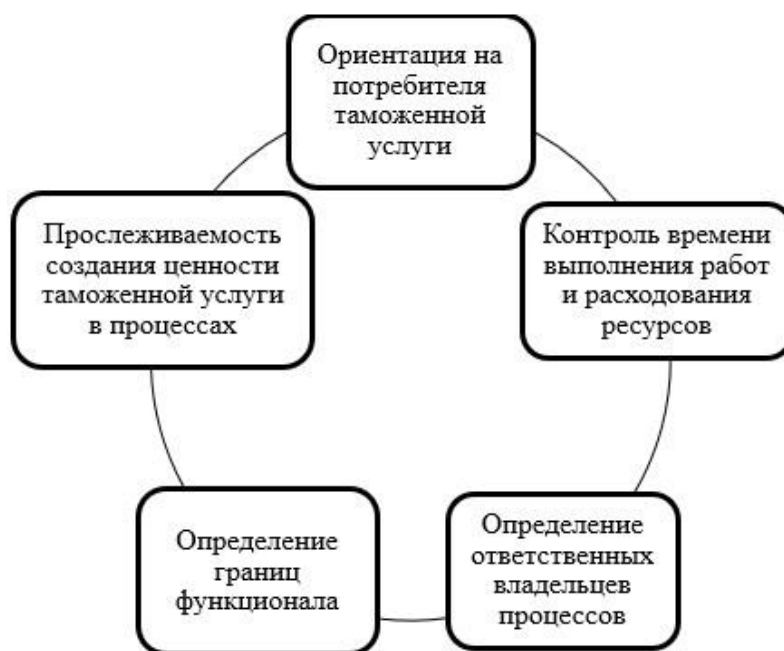 Ориентация на
потребителя
таможенной
услуги
Прослеживаемость
создания ценности
таможенной услуги
в процессах
Контроль времени
выполнения работ
и расходования
ресурсов
Определение
границ
функционала
Определение
ответственных
владельцев
процессов